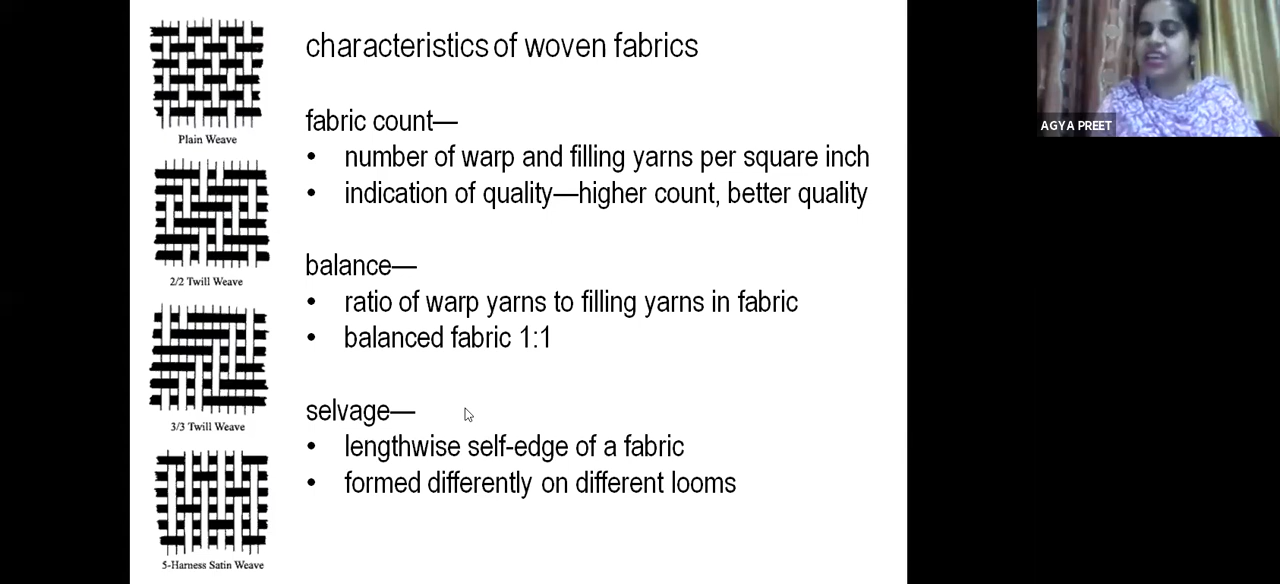 characteristics of woven fabrics
fabric count—
• number of warp and filling yarns per square inch
• indication of quality—higher count, better quality
balance—
• ratio of warp yarns to filling yarns in fabric
• balanced fabric 1:1
selvage—
• lengthwise self-edge of a fabric
• formed differently on different looms
Plain Weave
2/2 Twill Weave
3/3 Twill Weave
5-Harness Satin Weave
AGYA PREET